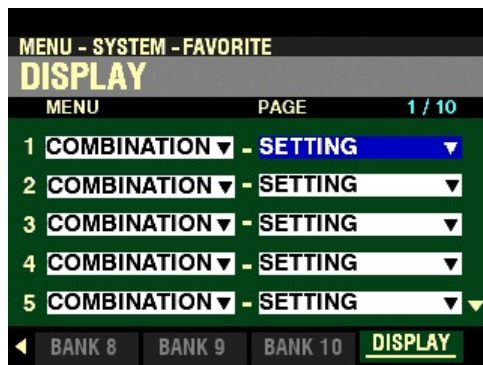 MENU - SYSTEM - FAVORITE
DISPLAY
MENU PAGE 1 / 10
1 COMBINATION ▼ - SETTING ▼
2 COMBINATION ▼ - SETTING ▼
3 COMBINATION ▼ - SETTING ▼
4 COMBINATION ▼ - SETTING ▼
5 COMBINATION ▼ - SETTING ▼
BANK 8 BANK 9 BANK 10 DISPLAY